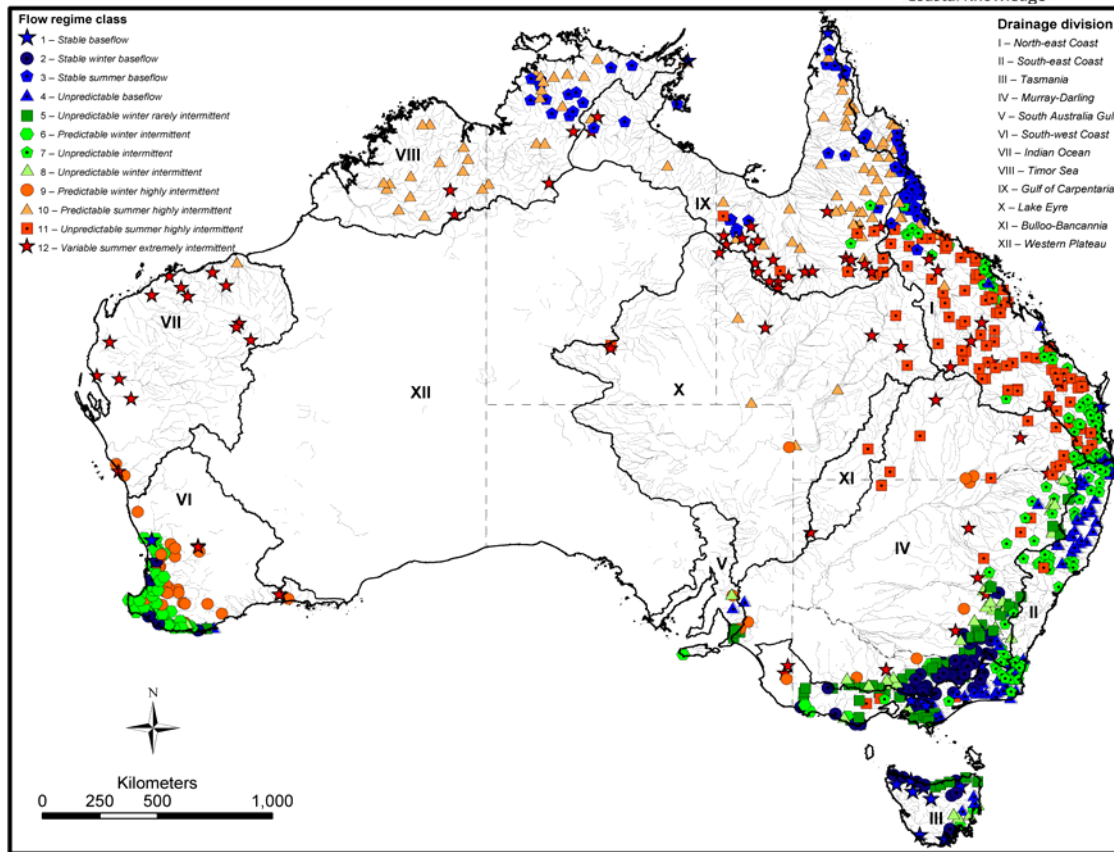 Coastal Knowledge
Flow regime class
1 – Stable baseflow
2 – Stable winter baseflow
3 – Stable summer baseflow
4 – Unpredictable baseflow
5 – Unpredictable winter rarely intermittent
6 – Predictable winter intermittent
7 – Unpredictable intermittent
8 – Unpredictable winter intermittent
9 – Predictable winter highly intermittent
10 – Predictable summer highly intermittent
11 – Unpredictable summer highly intermittent
12 – Variable summer extremely intermittent
Drainage division
I – North-east Coast
II – South-east Coast
III – Tasmania
IV – Murray-Darling
V – South Australia Gulf
VI – South-west Coast
VII – Indian Ocean
VIII – Timor Sea
IX – Gulf of Carpentaria
X – Lake Eyre
XI – Bulloo-Bancannia
XII – Western Plateau
VIII
IX
VII
I
XII
X
XI
VI
IV
V
II
III
N
Kilometers
0 250 500 1,000